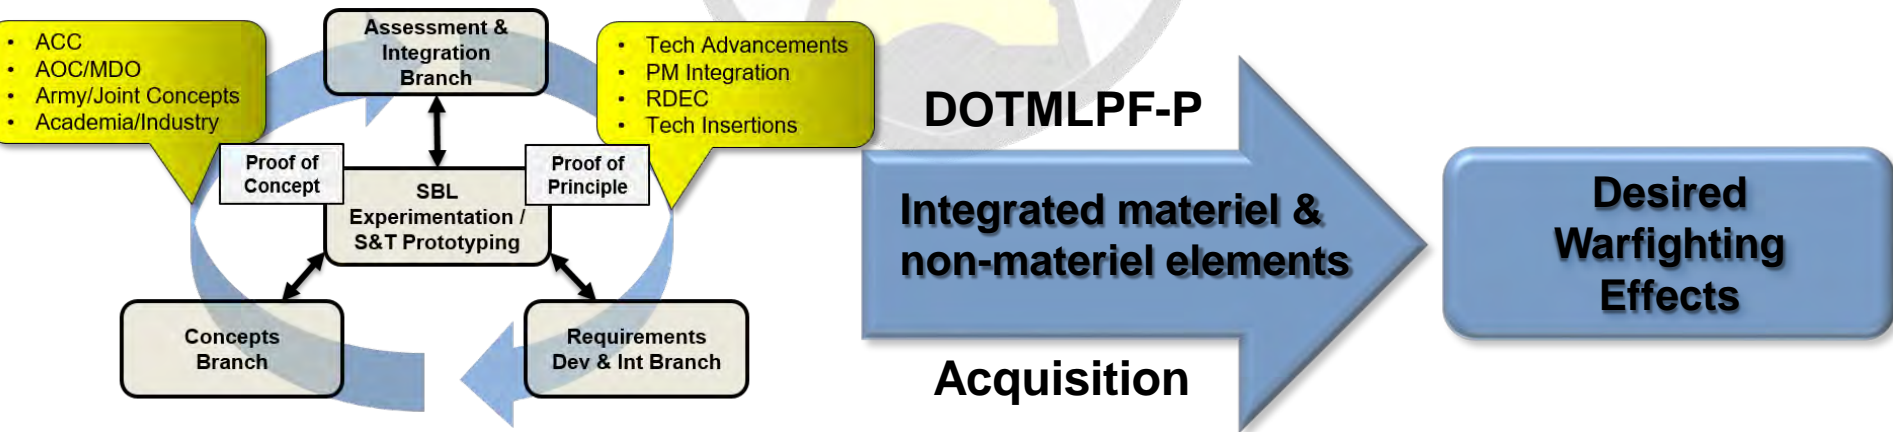 • ACC
• AOC/MDO
• Army/Joint Concepts
• Academia/Industry
Assessment &
Integration
Branch
• Tech Advancements
• PM Integration
• RDEC
• Tech Insertions
Proof of
Concept
Proof of
Principle
SBL
Experimentation /
S&T Prototyping
Concepts
Branch
Requirements
Dev & Int Branch
DOTMLPF-P
Integrated materiel &
non-materiel elements
Acquisition
Desired
Warfighting
Effects